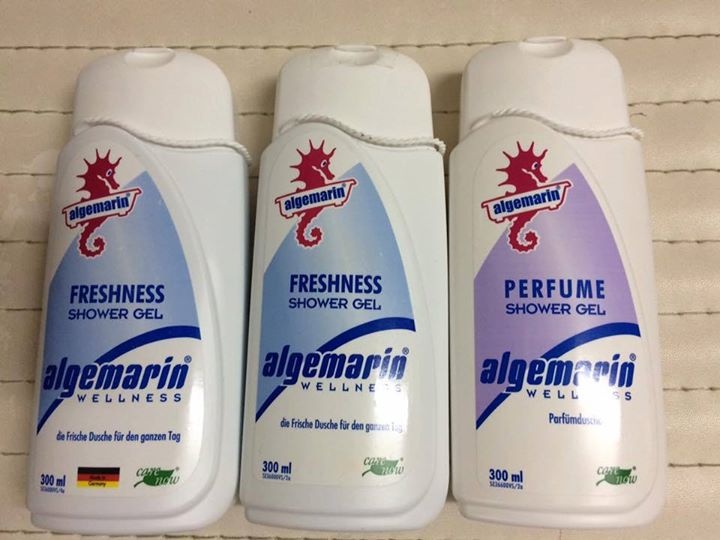 algemarin®
FRESHNESS
SHOWER GEL
algemarin®
WELLNESS
die Frische Dusche für den ganzen Tag
300 ml
Made in
Germany
care®
now
algemarin®
FRESHNESS
SHOWER GEL
algemarin®
WELLNESS
die Frische Dusche für den ganzen Tag
300 ml
care®
now
algemarin®
PERFUME
SHOWER GEL
algemarin
WELLNESS
Parfümdusche
300 ml
care®
now